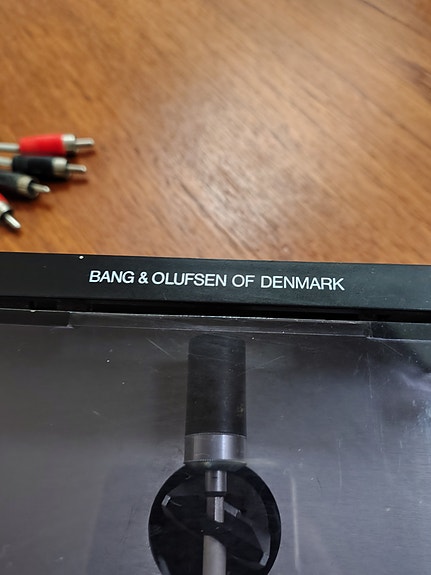 BANG & OLUFSEN OF DENMARK